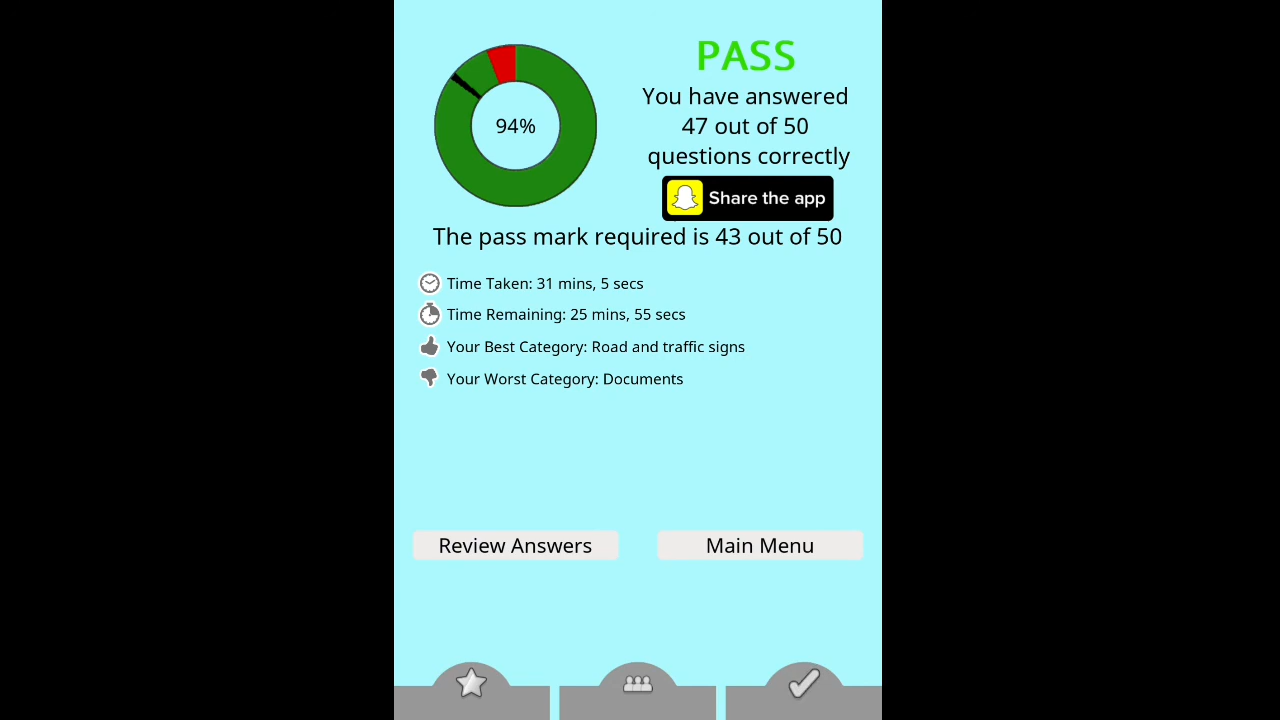 94%
PASS
You have answered
47 out of 50
questions correctly
Share the app
The pass mark required is 43 out of 50
Time Taken: 31 mins, 5 secs
Time Remaining: 25 mins, 55 secs
Your Best Category: Road and traffic signs
Your Worst Category: Documents
Review Answers
Main Menu